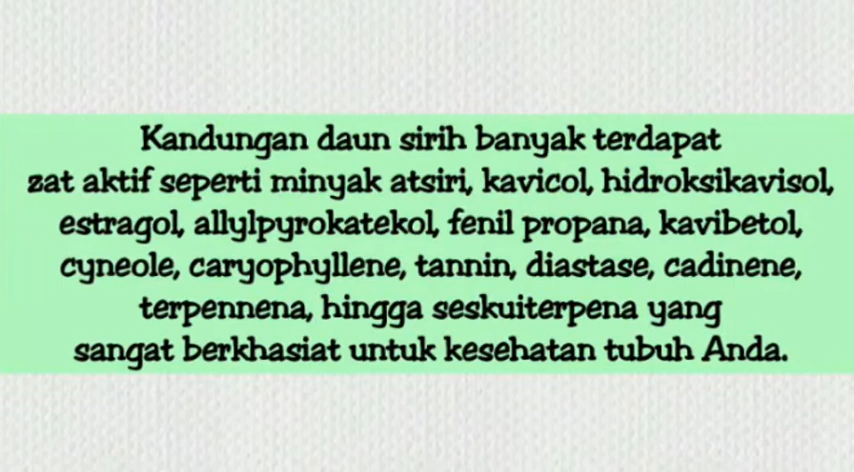 Kandungan daun sirih banyak terdapat
zat aktif seperti minyak atsiri, kavicol, hidroksikavisol,
estragol, allylpyrokatekol, fenil propana, kavibetol,
cyneole, caryophyllene, tannin, diastase, cadinene,
terpennena, hingga seskuiterpena yang
sangat berkhasiat untuk kesehatan tubuh Anda.